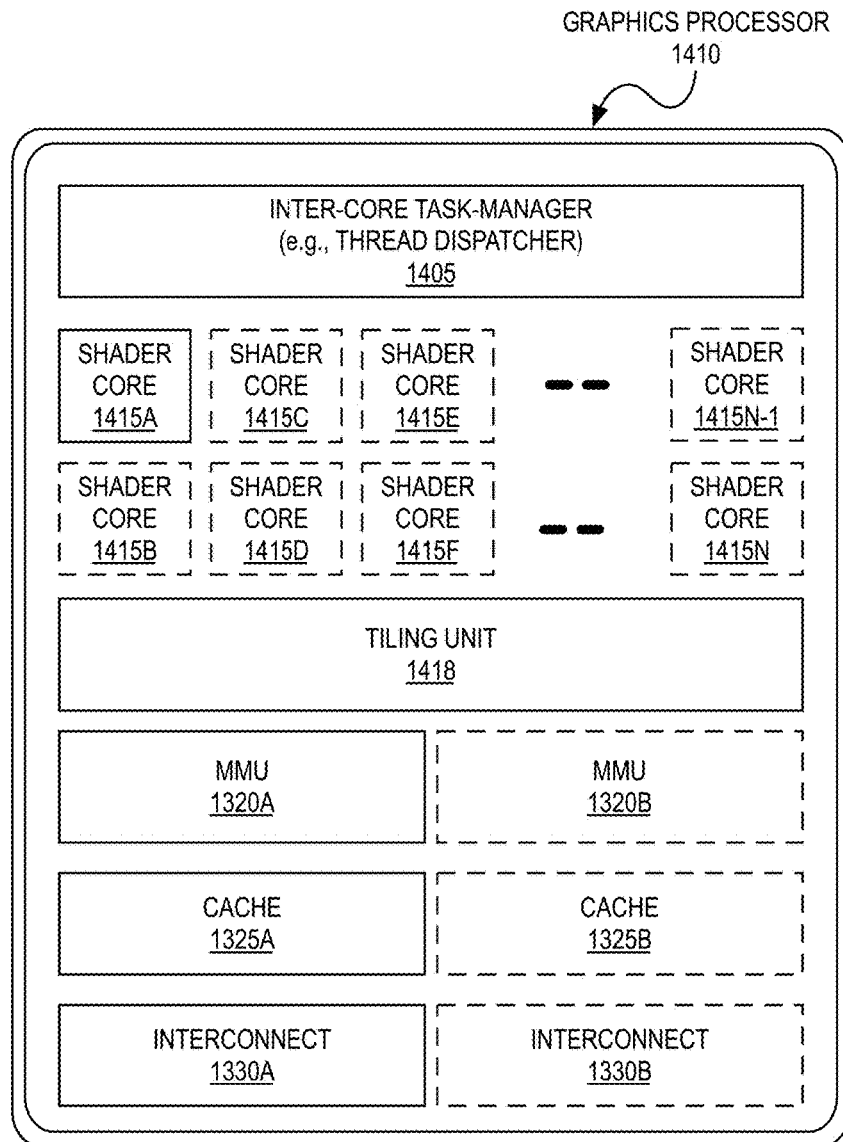 GRAPHICS PROCESSOR
1410
INTER-CORE TASK-MANAGER
(e.g., THREAD DISPATCHER)
1405
SHADER
CORE
1415A
SHADER
CORE
1415C
SHADER
CORE
1415E
SHADER
CORE
1415N-1
SHADER
CORE
1415B
SHADER
CORE
1415D
SHADER
CORE
1415F
SHADER
CORE
1415N
TILING UNIT
1418
MMU
1320A
MMU
1320B
CACHE
1325A
CACHE
1325B
INTERCONNECT
1330A
INTERCONNECT
1330B